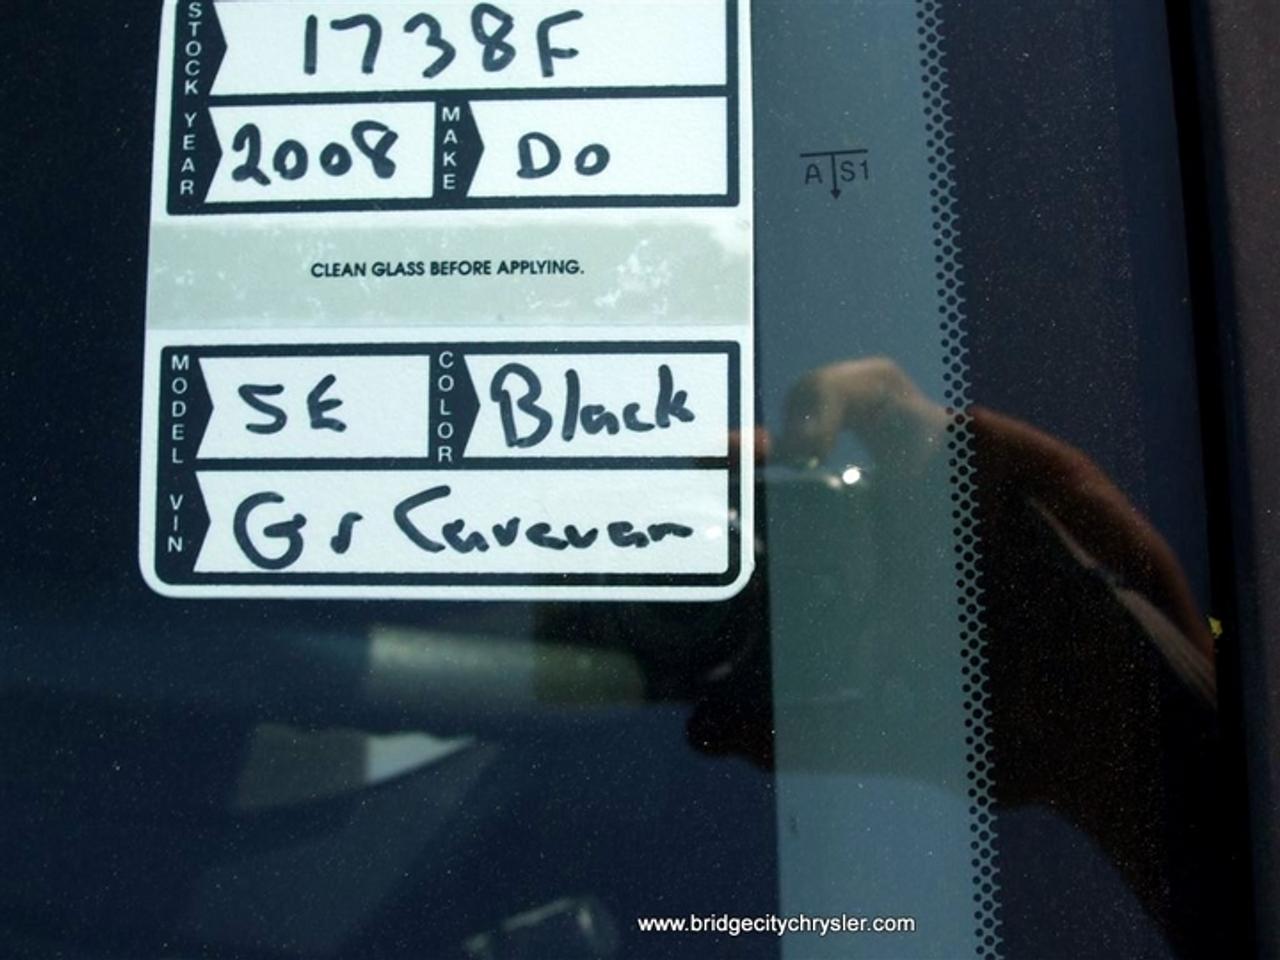 STOCK 1738F
YEAR 2008 MAKE Do
A S1
CLEAN GLASS BEFORE APPLYING.
MODEL SE COLOR Black
VIN Gr Caravan
www.bridgecitychrysler.com